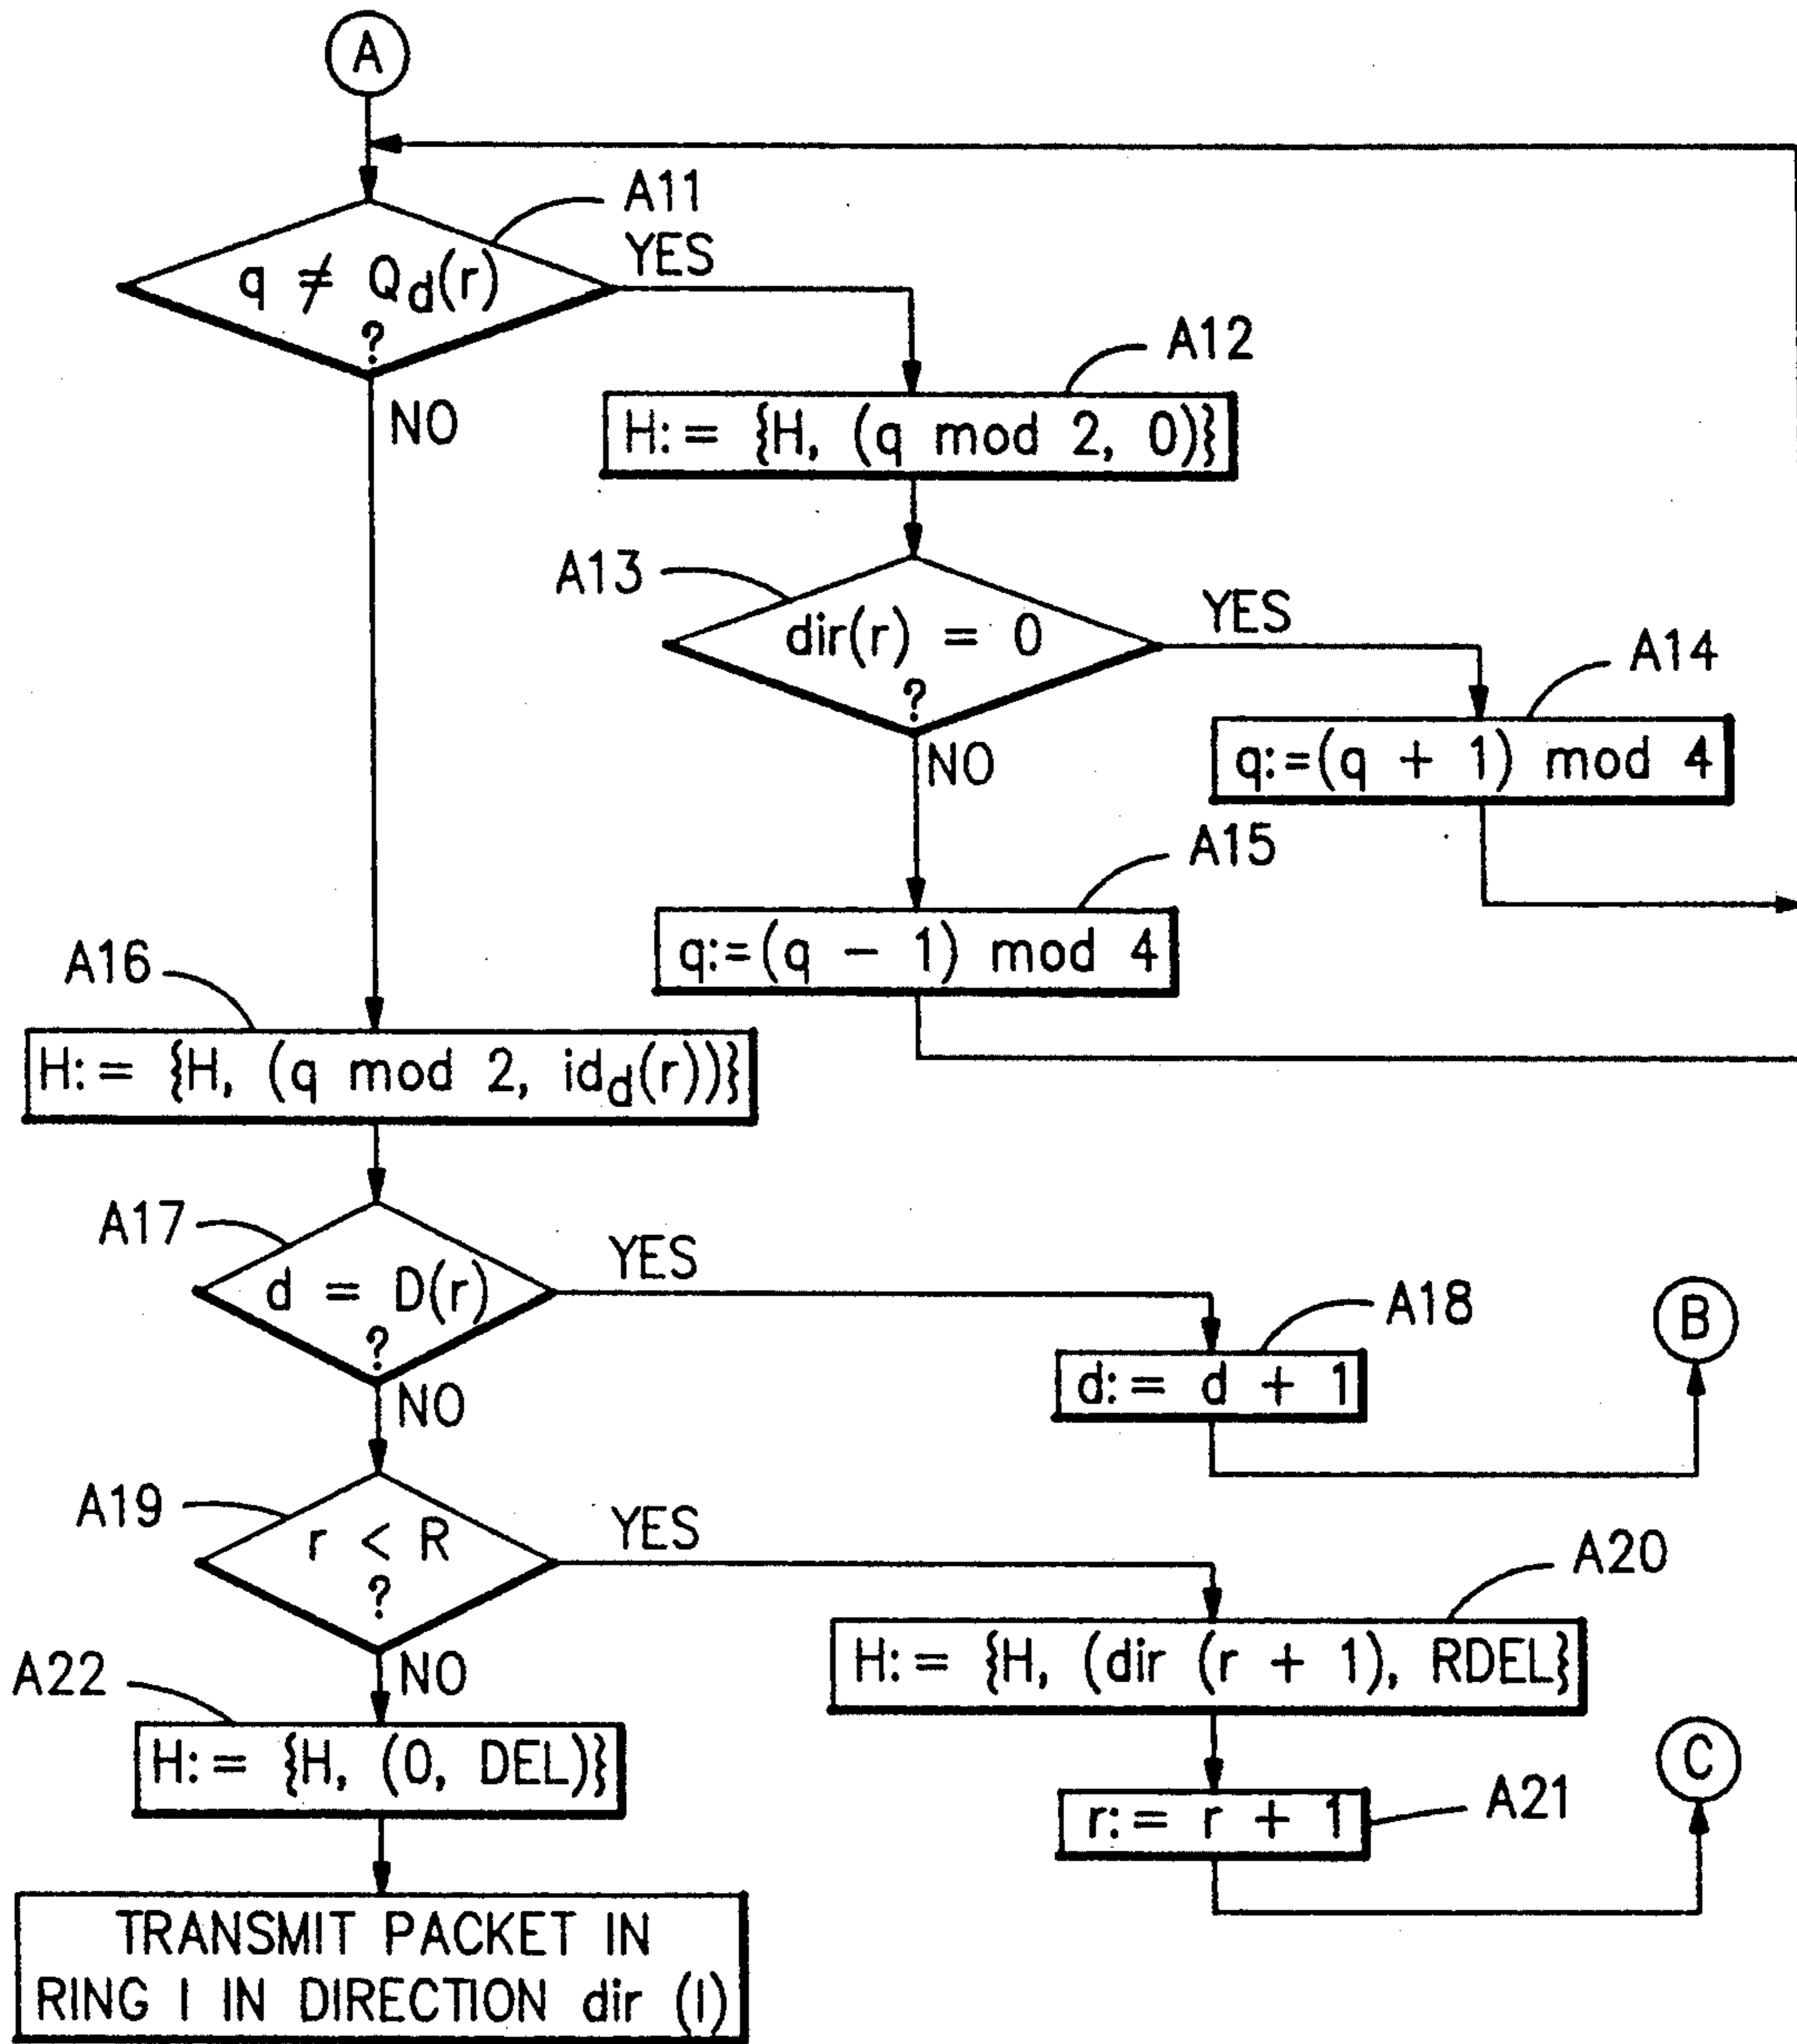 A
A11
YES
q ≠ Qd(r)
?
NO
A12
H:= {H, (q mod 2, 0)}
A13
YES
dir(r) = 0
?
NO
A14
q:=(q + 1) mod 4
A15
q:=(q - 1) mod 4
A16
H:= {H, (q mod 2, idd(r))}
A17
YES
d = D(r)
?
NO
A18
d:= d + 1
B
A19
YES
r < R
?
NO
A20
H:= {H, (dir (r + 1), RDEL}
A21
r:= r + 1
C
A22
H:= {H, (0, DEL)}
TRANSMIT PACKET IN
RING I IN DIRECTION dir (I)